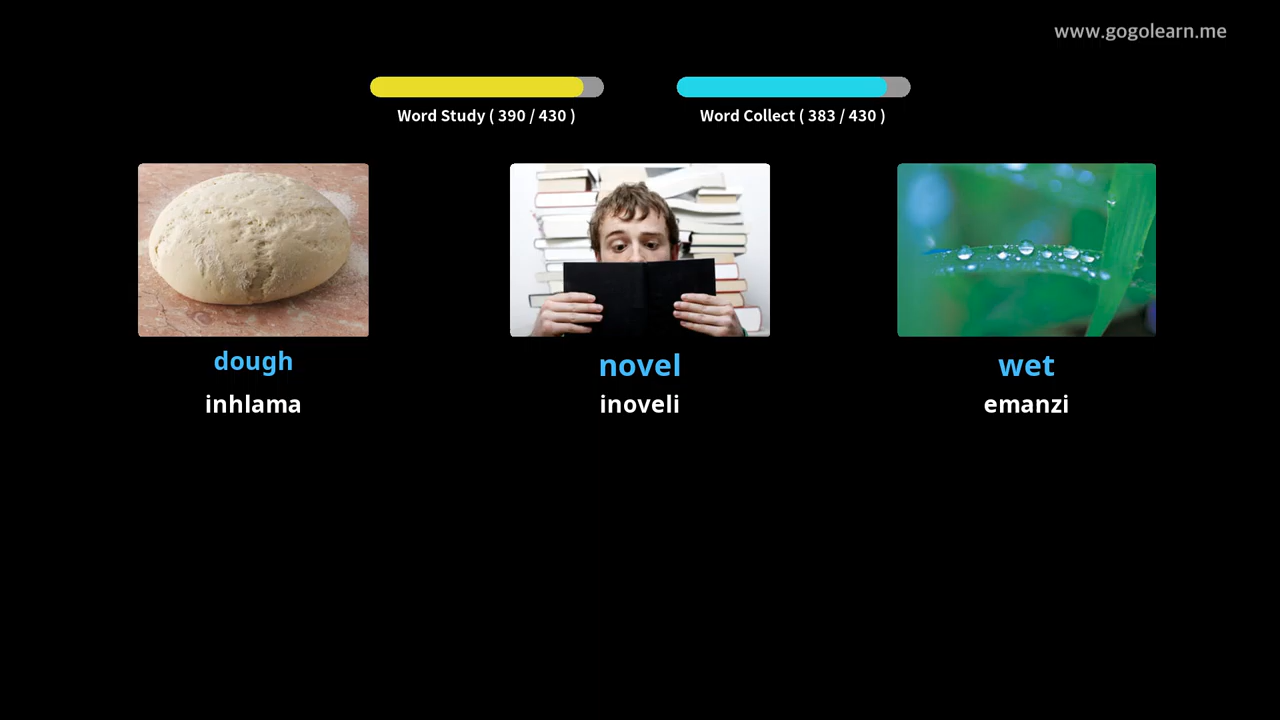 www.gogolearn.me
Word Study ( 390 / 430 )
Word Collect ( 383 / 430 )
dough
novel
wet
inhlama
inoveli
emanzi